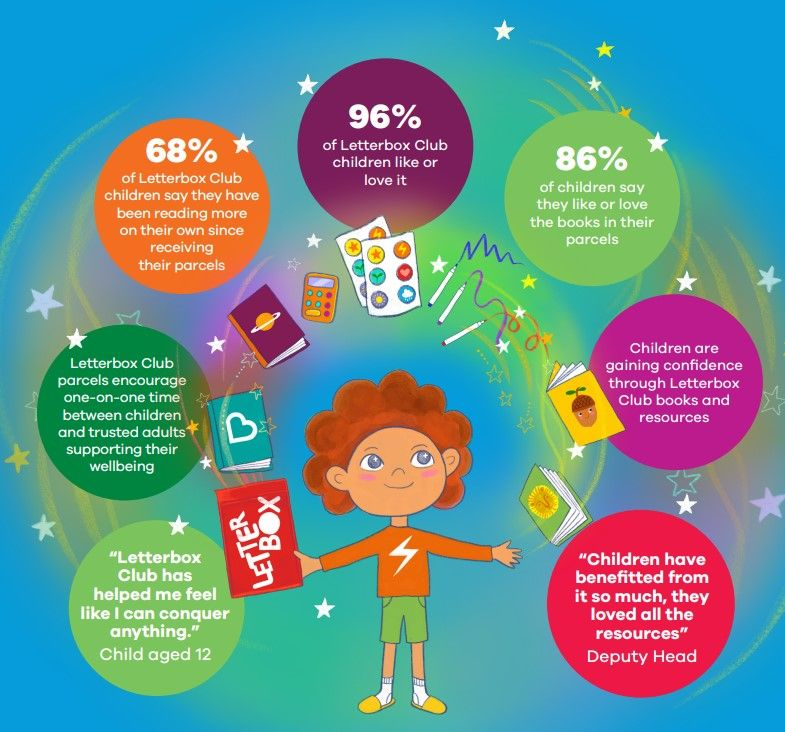 96%
of Letterbox Club
children like or
love it
68%
of Letterbox Club
children say they have
been reading more
on their own since
receiving
their parcels
86%
of children say
they like or love
the books in their
parcels
Letterbox Club
parcels encourage
one-on-one time
between children
and trusted adults
supporting their
wellbeing
Children are
gaining confidence
through Letterbox
Club books and
resources
LETTER
BOX
“Letterbox
Club has
helped me feel
like I can conquer
anything.”
Child aged 12
“Children have
benefitted from
it so much, they
loved all the
resources”
Deputy Head